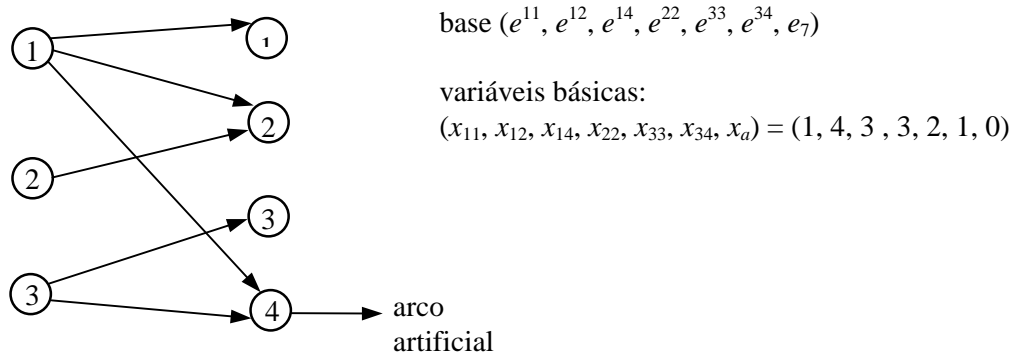 base (e¹¹, e¹², e¹⁴, e²², e³³, e³⁴, e₇)
variáveis básicas:
(x₁₁, x₁₂, x₁₄, x₂₂, x₃₃, x₃₄, xₐ) = (1, 4, 3 , 3, 2, 1, 0)
1
1
2
2
3
3
4
arco
artificial